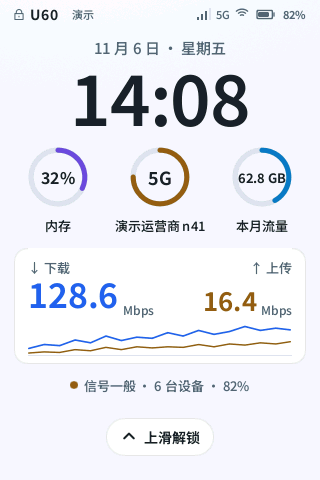 U60 演示 5G 82%
11 月 6 日 · 星期五
14:08
32% 5G 62.8 GB
内存 演示运营商 n41 本月流量
↓ 下载 ↑ 上传
128.6 Mbps 16.4 Mbps
信号一般 · 6 台设备 · 82%
上滑解锁